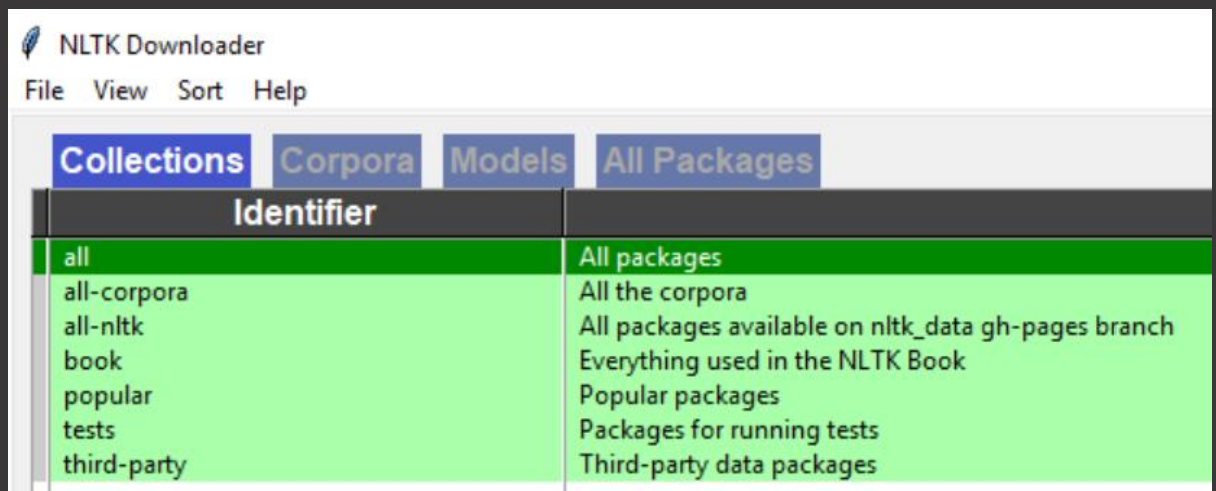 NLTK Downloader
File View Sort Help
Collections Corpora Models All Packages
Identifier
all All packages
all-corpora All the corpora
all-nltk All packages available on nltk_data gh-pages branch
book Everything used in the NLTK Book
popular Popular packages
tests Packages for running tests
third-party Third-party data packages